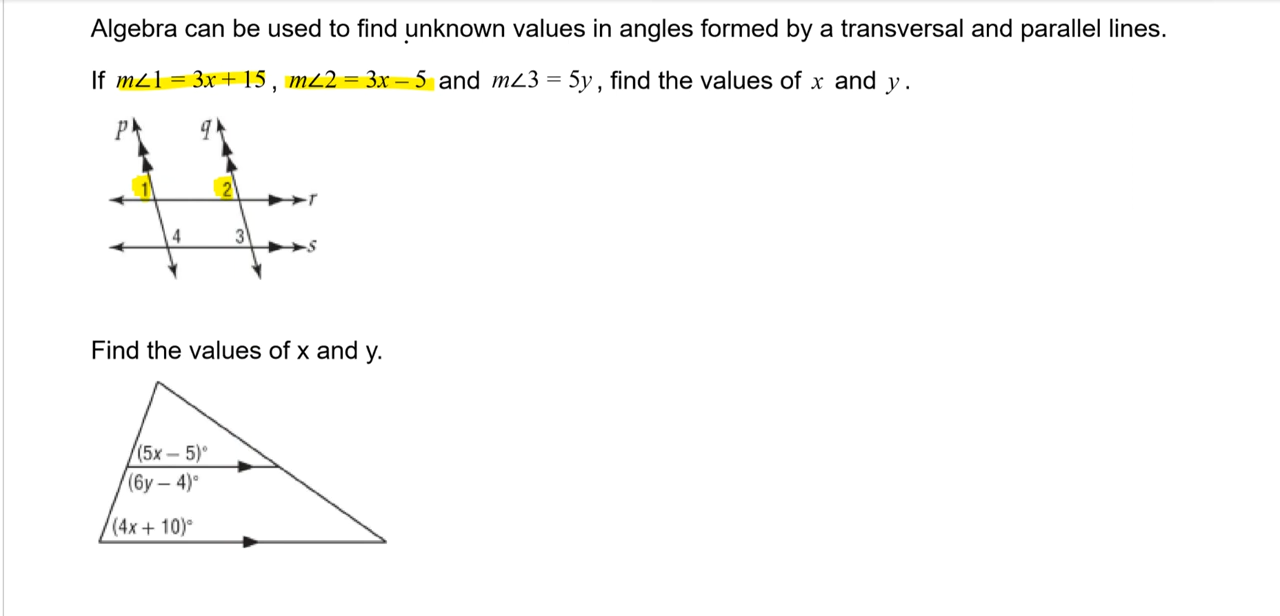 Algebra can be used to find unknown values in angles formed by a transversal and parallel lines.
If m∠1 = 3x + 15, m∠2 = 3x – 5 and m∠3 = 5y, find the values of x and y.
p q
1 2 r
4 3 s
Find the values of x and y.
(5x – 5)°
(6y – 4)°
(4x + 10)°